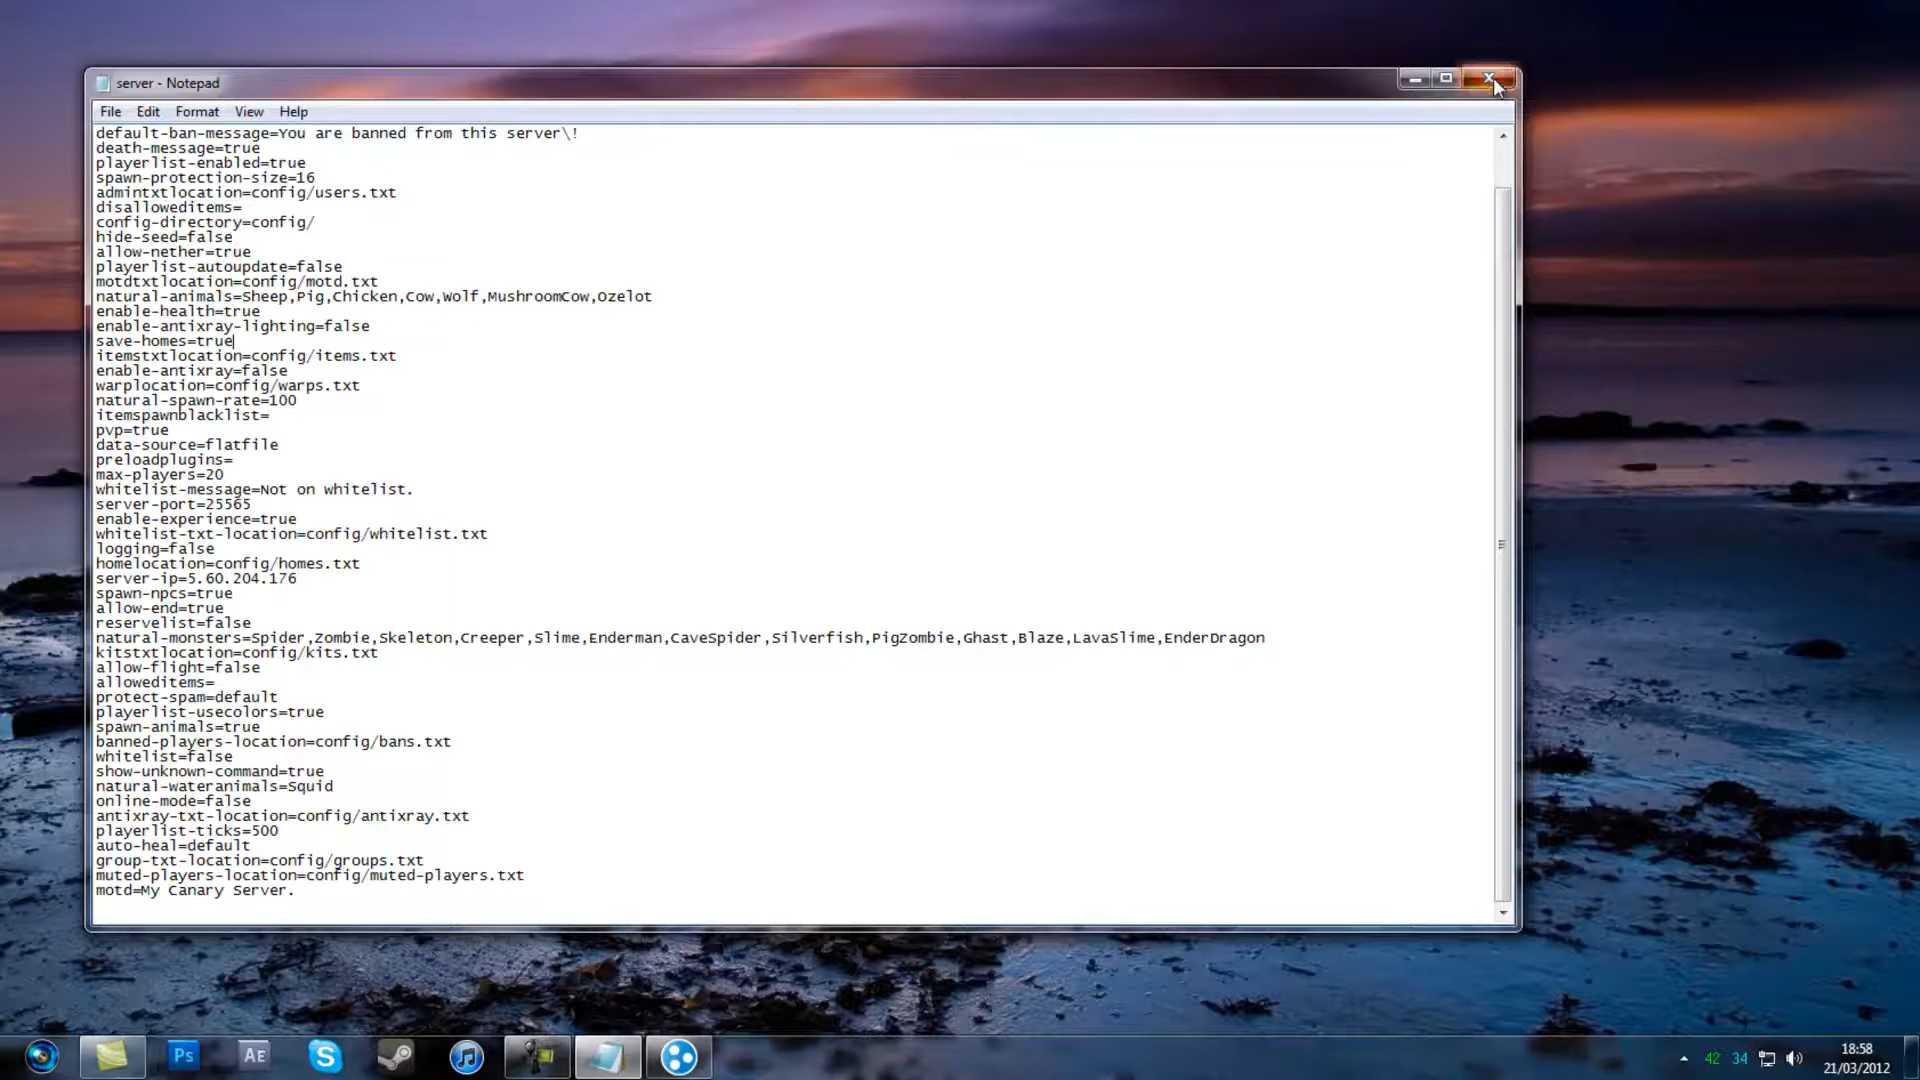 server - Notepad
File Edit Format View Help
default-ban-message=You are banned from this server\!
death-message=true
playerlist-enabled=true
spawn-protection-size=16
admintxtlocation=config/users.txt
disalloweditems=
config-directory=config/
hide-seed=false
allow-nether=true
playerlist-autoupdate=false
motdtxtlocation=config/motd.txt
natural-animals=Sheep,Pig,Chicken,Cow,Wolf,MushroomCow,Ozelot
enable-health=true
enable-antixray-lighting=false
save-homes=true
itemstxtlocation=config/items.txt
enable-antixray=false
warplocation=config/warps.txt
natural-spawn-rate=100
itemspawnblacklist=
pvp=true
data-source=flatfile
preloadplugins=
max-players=20
whitelist-message=Not on whitelist.
server-port=25565
enable-experience=true
whitelist-txt-location=config/whitelist.txt
logging=false
homelocation=config/homes.txt
server-ip=5.60.204.176
spawn-npcs=true
allow-end=true
reservelist=false
natural-monsters=Spider,Zombie,Skeleton,Creeper,Slime,Enderman,CaveSpider,Silverfish,PigZombie,Ghast,Blaze,LavaSlime,EnderDragon
kitstxtlocation=config/kits.txt
allow-flight=false
alloweditems=
protect-spam=default
playerlist-usecolors=true
spawn-animals=true
banned-players-location=config/bans.txt
whitelist=false
show-unknown-command=true
natural-wateranimals=Squid
online-mode=false
antixray-txt-location=config/antixray.txt
playerlist-ticks=500
auto-heal=default
group-txt-location=config/groups.txt
muted-players-location=config/muted-players.txt
motd=My Canary Server.
Ps AE S 42 34 18:58
21/03/2012